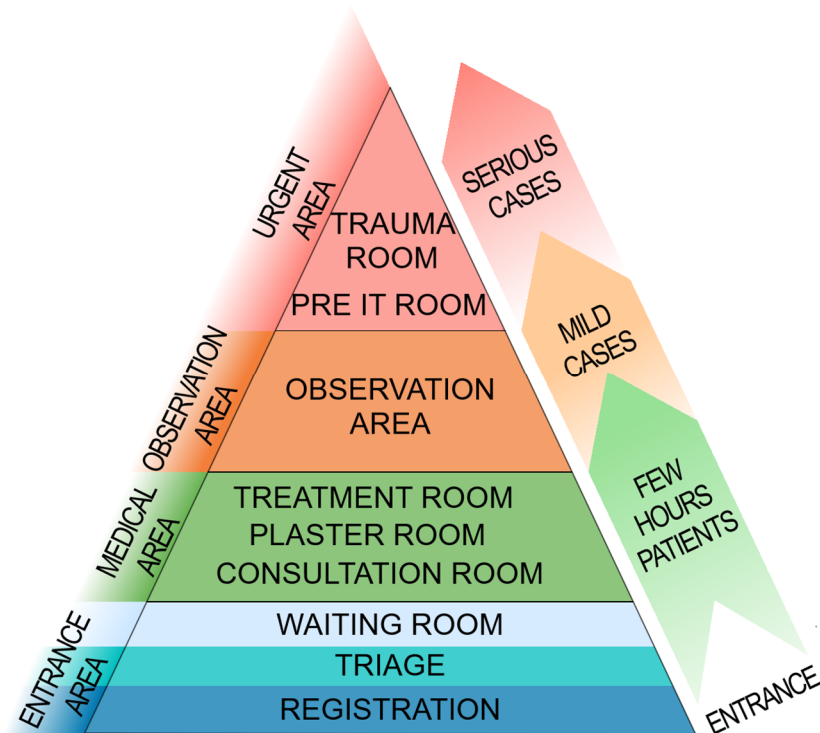 URGENT
AREA
TRAUMA
ROOM
PRE IT ROOM
SERIOUS
CASES
OBSERVATION
AREA
OBSERVATION
AREA
MILD
CASES
MEDICAL
AREA
TREATMENT ROOM
PLASTER ROOM
CONSULTATION ROOM
FEW
HOURS
PATIENTS
ENTRANCE
AREA
WAITING ROOM
TRIAGE
REGISTRATION
ENTRANCE